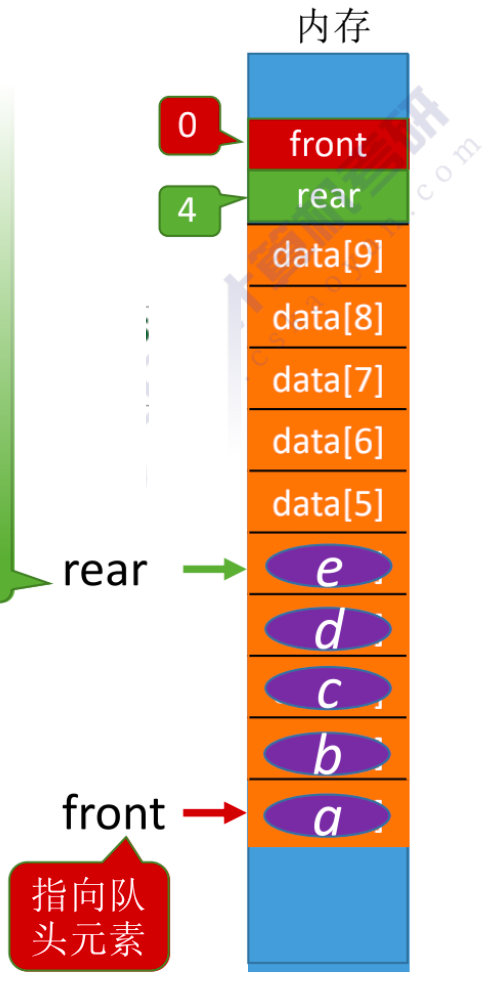 内存
0
front
4
rear
data[9]
data[8]
data[7]
data[6]
data[5]
rear
e
d
c
b
front
a
指向队
头元素